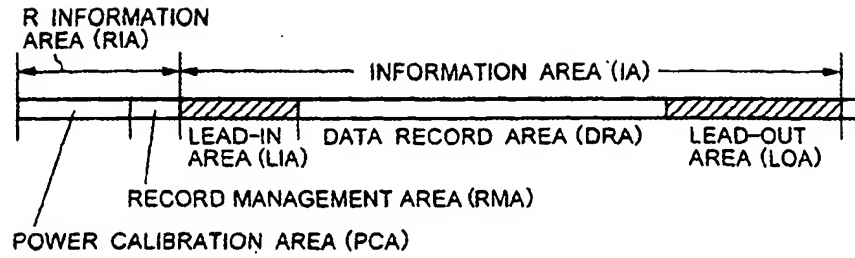 R INFORMATION
AREA (RIA)
INFORMATION AREA (IA)
LEAD-IN
AREA (LIA)
DATA RECORD AREA (DRA)
LEAD-OUT
AREA (LOA)
RECORD MANAGEMENT AREA (RMA)
POWER CALIBRATION AREA (PCA)